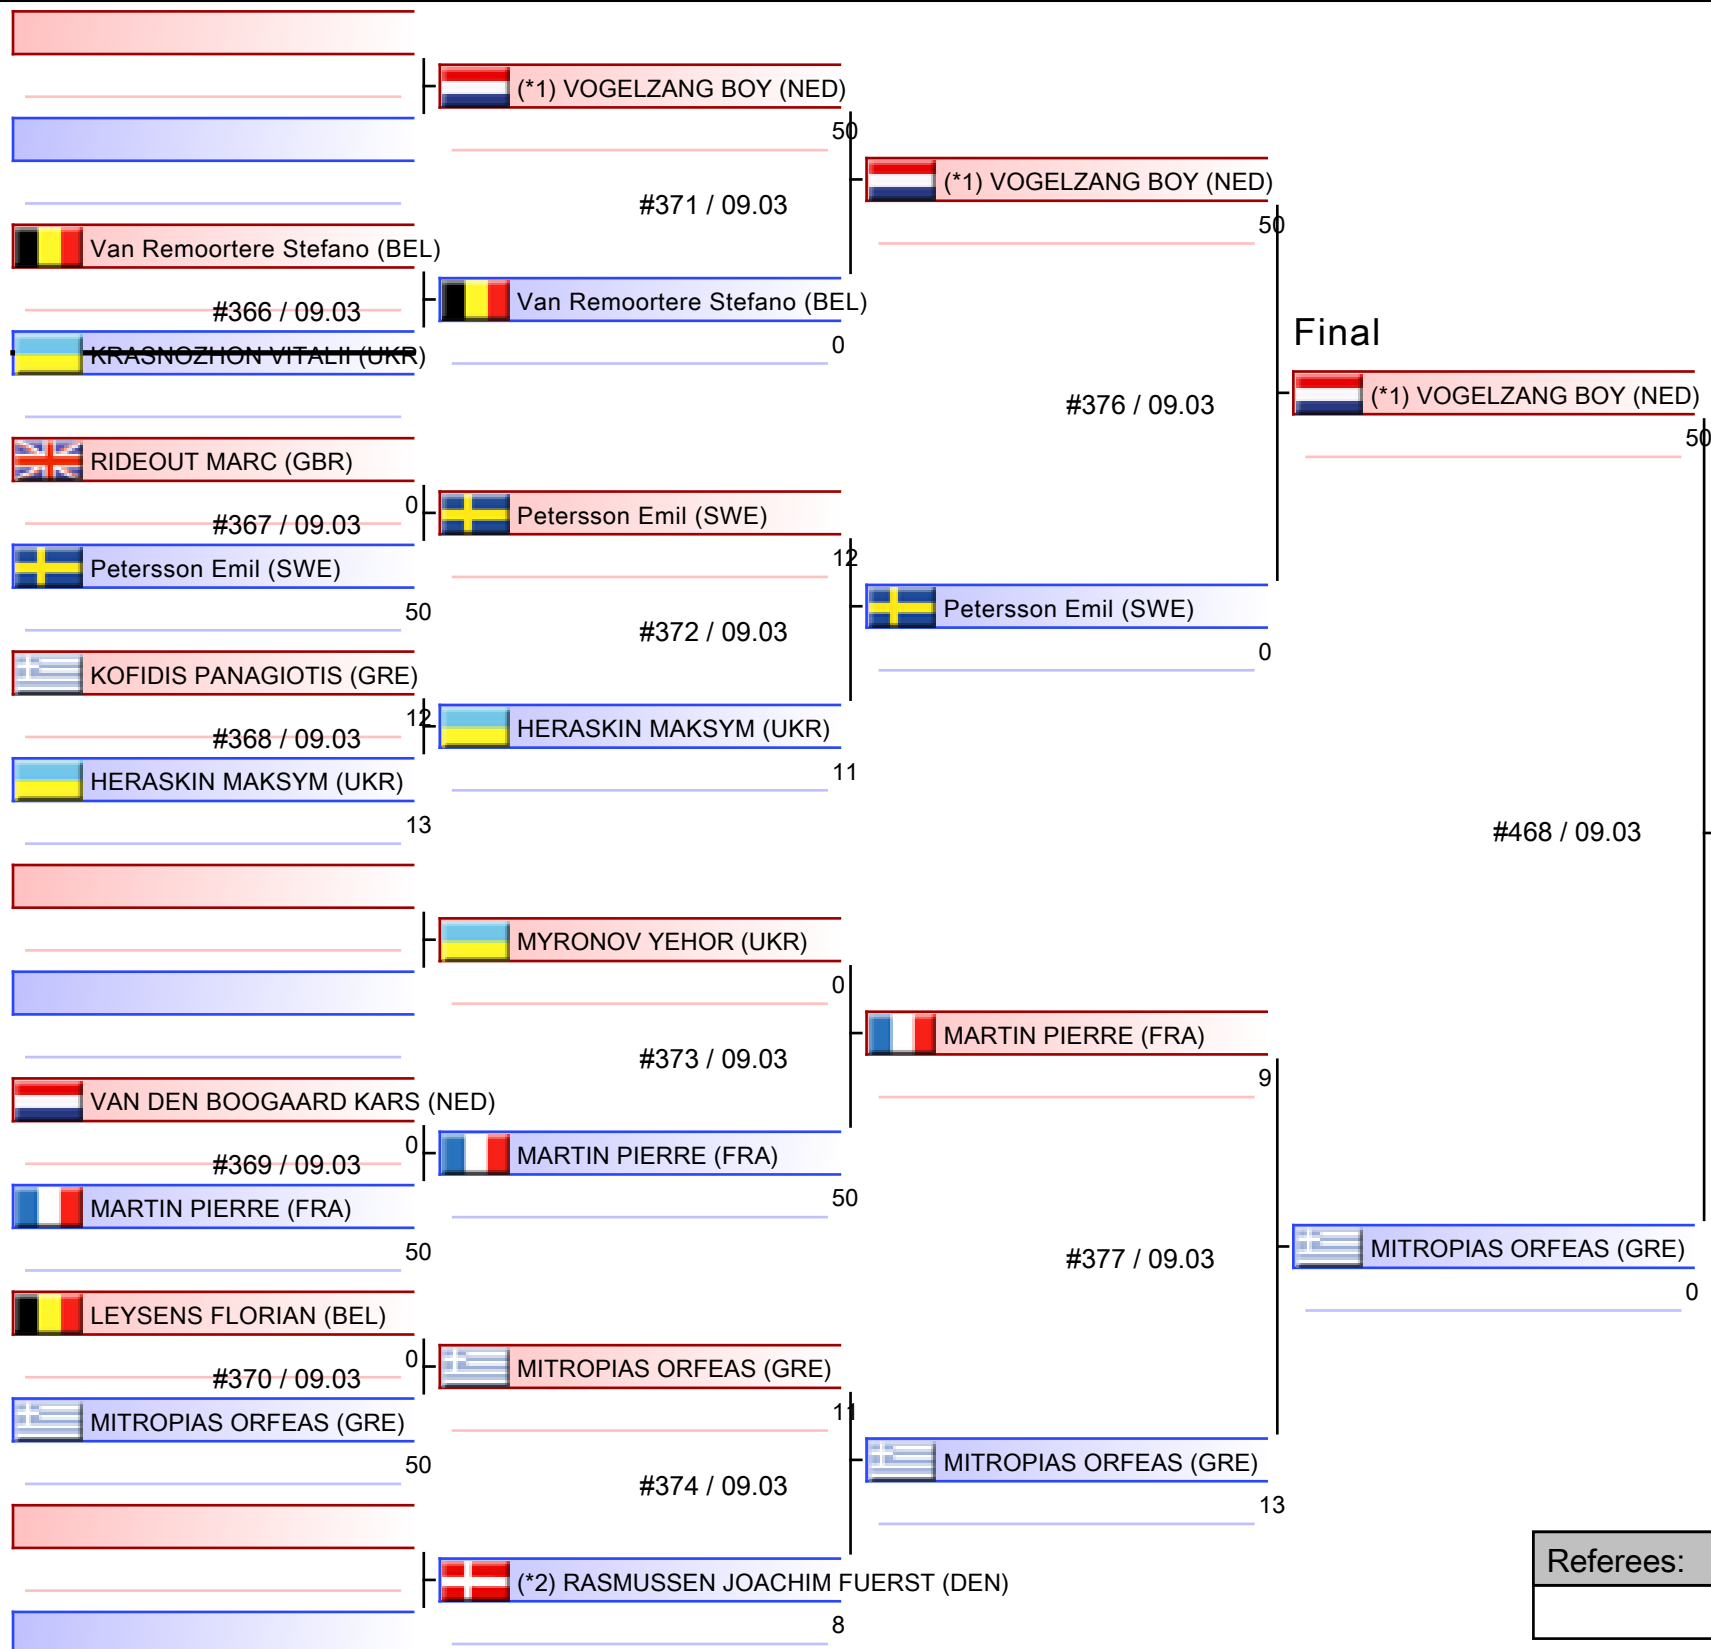 (*1) VOGELZANG BOY (NED)
50
#371 / 09.03
(*1) VOGELZANG BOY (NED)
50
Van Remoortere Stefano (BEL)
#366 / 09.03
Van Remoortere Stefano (BEL)
0
KRASNOZHON VITALII (UKR)
Final
(*1) VOGELZANG BOY (NED)
50
#376 / 09.03
RIDEOUT MARC (GBR)
0
#367 / 09.03
Petersson Emil (SWE)
12
Petersson Emil (SWE)
50
#372 / 09.03
Petersson Emil (SWE)
0
KOFIDIS PANAGIOTIS (GRE)
12
#368 / 09.03
HERASKIN MAKSYM (UKR)
11
HERASKIN MAKSYM (UKR)
13
#468 / 09.03
MYRONOV YEHOR (UKR)
0
#373 / 09.03
MARTIN PIERRE (FRA)
9
VAN DEN BOOGAARD KARS (NED)
0
#369 / 09.03
MARTIN PIERRE (FRA)
50
MARTIN PIERRE (FRA)
50
#377 / 09.03
MITROPIAS ORFEAS (GRE)
0
LEYSENS FLORIAN (BEL)
0
#370 / 09.03
MITROPIAS ORFEAS (GRE)
11
MITROPIAS ORFEAS (GRE)
50
#374 / 09.03
MITROPIAS ORFEAS (GRE)
13
(*2) RASMUSSEN JOACHIM FUERST (DEN)
8
Referees: